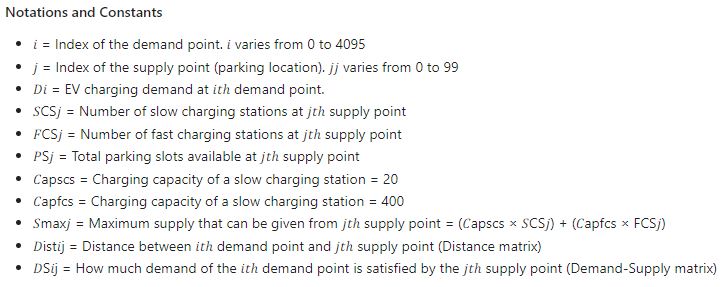 Notations and Constants
• i = Index of the demand point. i varies from 0 to 4095
• j = Index of the supply point (parking location). jj varies from 0 to 99
• Di = EV charging demand at ith demand point.
• SCSj = Number of slow charging stations at jth supply point
• FCSj = Number of fast charging stations at jth supply point
• PSj = Total parking slots available at jth supply point
• Capscs = Charging capacity of a slow charging station = 20
• Capfcs = Charging capacity of a slow charging station = 400
• Smaxj = Maximum supply that can be given from jth supply point = (Capscs × SCSj) + (Capfcs × FCSj)
• Distij = Distance between ith demand point and jth supply point (Distance matrix)
• DSij = How much demand of the ith demand point is satisfied by the jth supply point (Demand-Supply matrix)